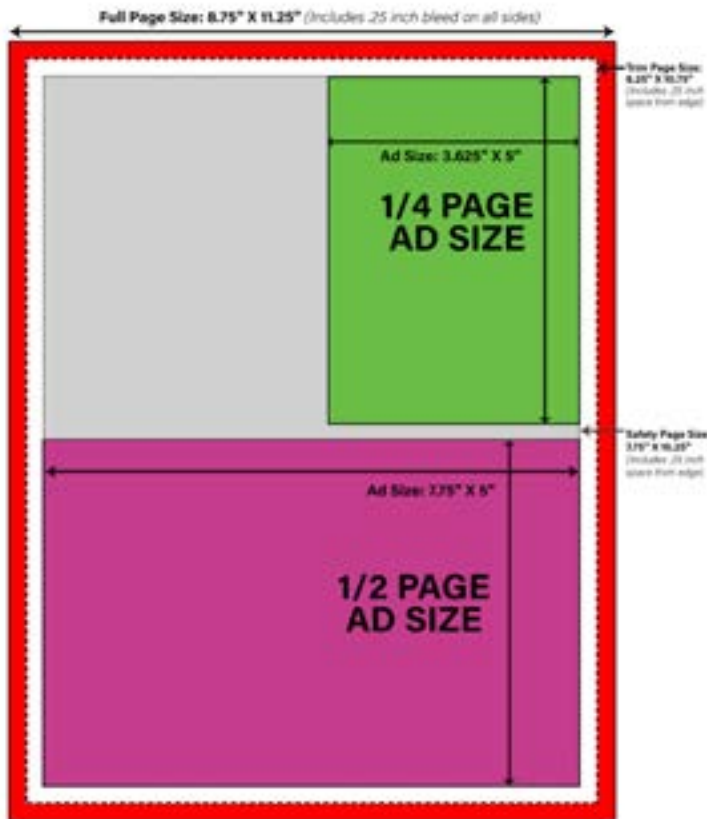 Full Page Size: 8.75" X 11.25" (Includes .25 inch bleed on all sides)
Trim Page Size:
8.25" X 10.75"
(Includes .25 inch
space from edge)
Ad Size: 3.625" X 5"
1/4 PAGE
AD SIZE
Safety Page Size
7.75" X 10.25"
(Includes .25 inch
space from edge)
Ad Size: 7.75" X 5"
1/2 PAGE
AD SIZE